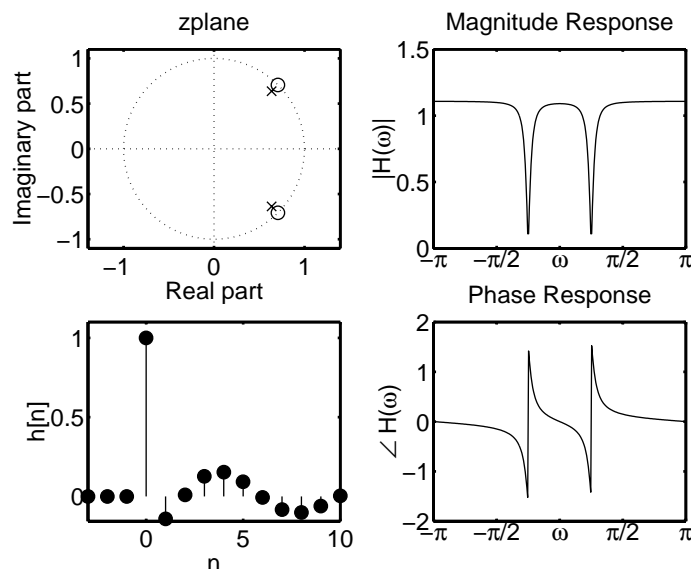 zplane
Imaginary part
1
0.5
0
−0.5
−1
−1 0 1
Real part
Magnitude Response
|H(ω)|
1.5
1
0.5
0
−π −π/2 ω π/2 π
h[n]
1
0.5
0
0 5 10
n
Phase Response
∠ H(ω)
2
1
0
−1
−2
−π −π/2 ω π/2 π